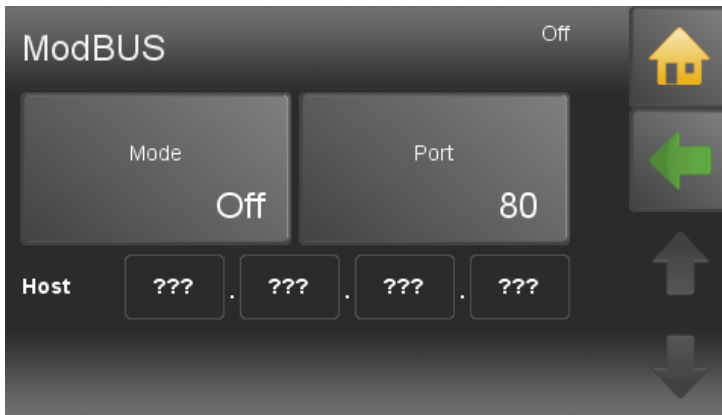 ModBUS Off
Mode Port
Off 80
Host ??? . ??? . ??? . ???